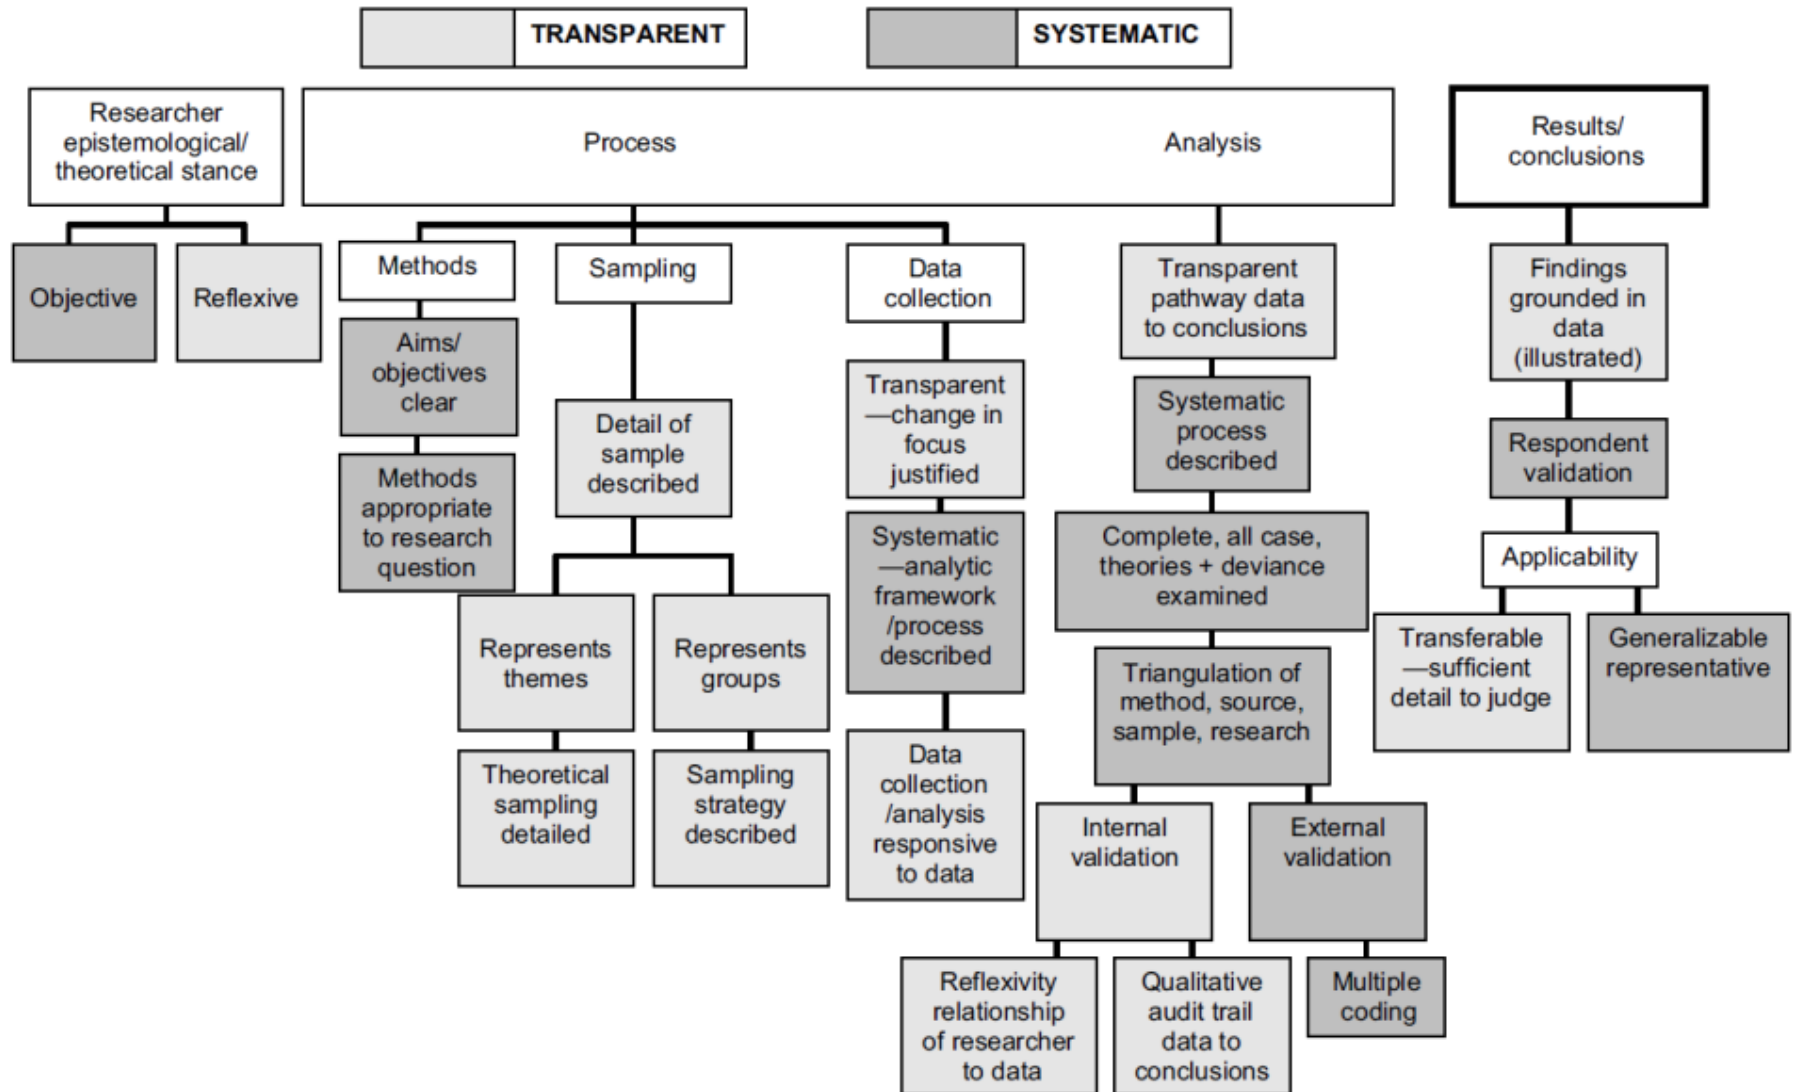 TRANSPARENT
SYSTEMATIC
Researcher
epistemological/
theoretical stance
Process
Analysis
Results/
conclusions
Objective
Reflexive
Methods
Aims/
objectives
clear
Methods
appropriate
to research
question
Sampling
Detail of
sample
described
Represents
themes
Theoretical
sampling
detailed
Represents
groups
Sampling
strategy
described
Data
collection
Transparent
—change in
focus
justified
Systematic
—analytic
framework
/process
described
Data
collection
/analysis
responsive
to data
Transparent
pathway data
to conclusions
Systematic
process
described
Complete, all case,
theories + deviance
examined
Triangulation of
method, source,
sample, research
Internal
validation
Reflexivity
relationship
of researcher
to data
Qualitative
audit trail
data to
conclusions
External
validation
Multiple
coding
Findings
grounded in
data
(illustrated)
Respondent
validation
Applicability
Transferable
—sufficient
detail to judge
Generalizable
representative